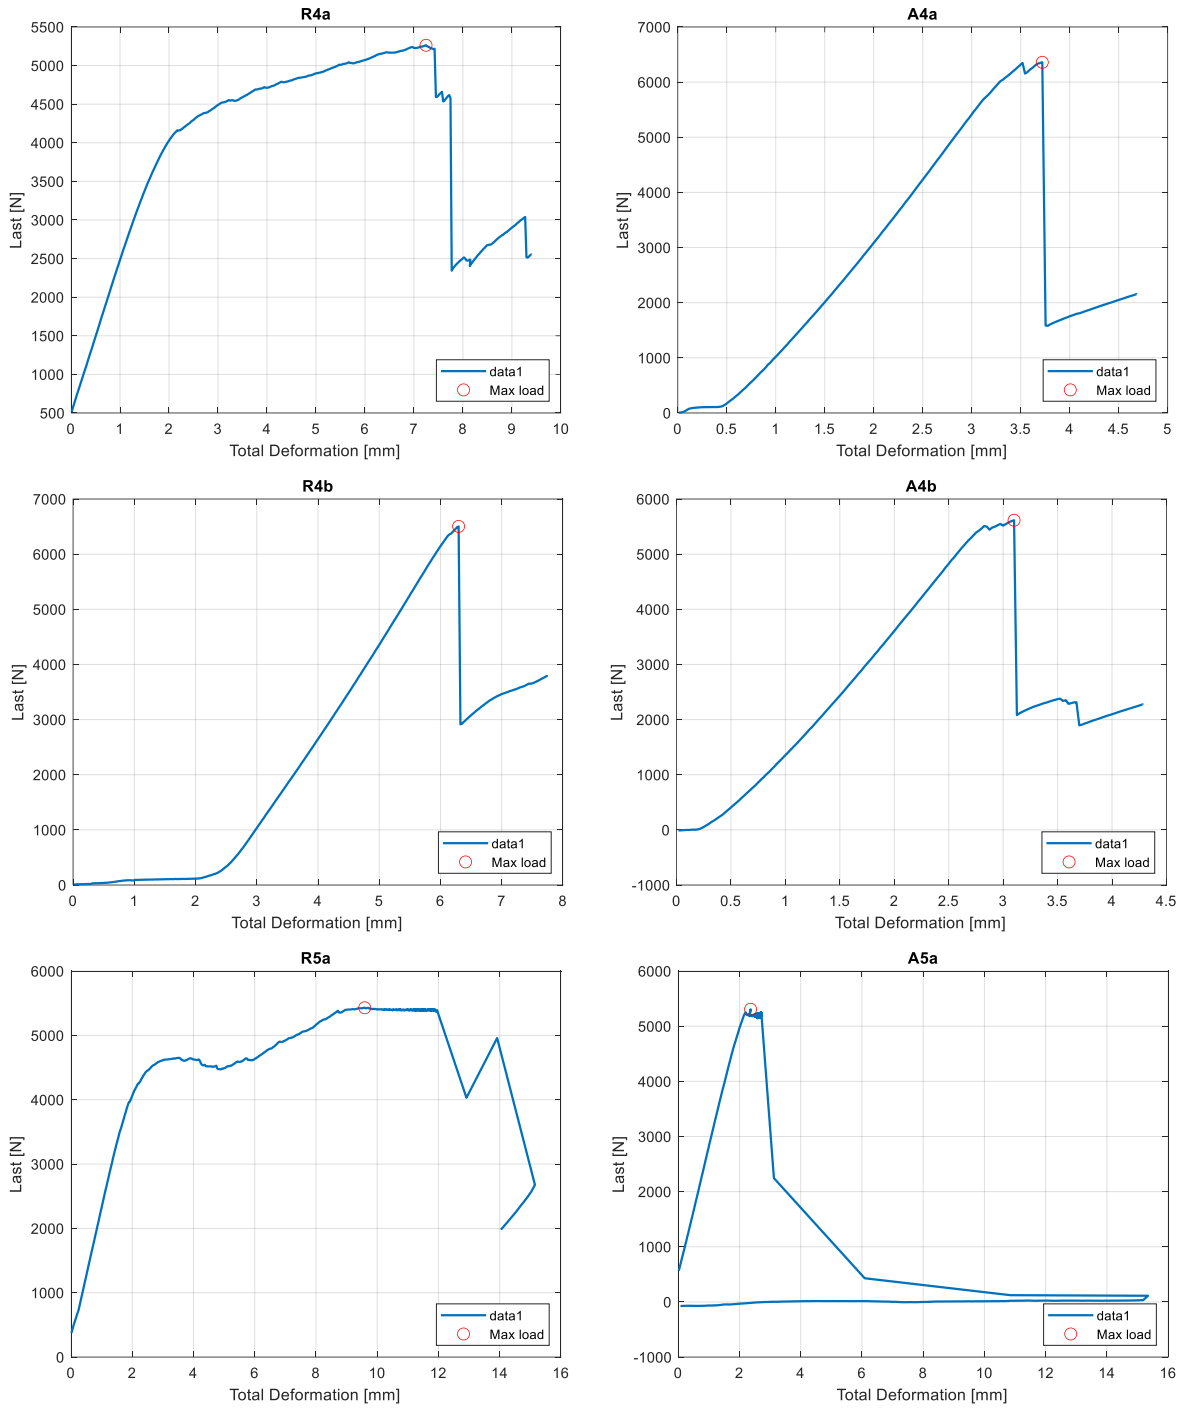 R4a
5500
5000
4500
4000
3500
3000
2500
2000
1500
1000
500
Last [N]
0 1 2 3 4 5 6 7 8 9 10
Total Deformation [mm]
data1
Max load
A4a
7000
6000
5000
4000
3000
2000
1000
0
Last [N]
0 0.5 1 1.5 2 2.5 3 3.5 4 4.5 5
Total Deformation [mm]
data1
Max load
R4b
7000
6000
5000
4000
3000
2000
1000
0
Last [N]
0 1 2 3 4 5 6 7 8
Total Deformation [mm]
data1
Max load
A4b
6000
5000
4000
3000
2000
1000
0
-1000
Last [N]
0 0.5 1 1.5 2 2.5 3 3.5 4 4.5
Total Deformation [mm]
data1
Max load
R5a
6000
5000
4000
3000
2000
1000
0
Last [N]
0 2 4 6 8 10 12 14 16
Total Deformation [mm]
data1
Max load
A5a
6000
5000
4000
3000
2000
1000
0
-1000
Last [N]
0 2 4 6 8 10 12 14 16
Total Deformation [mm]
data1
Max load